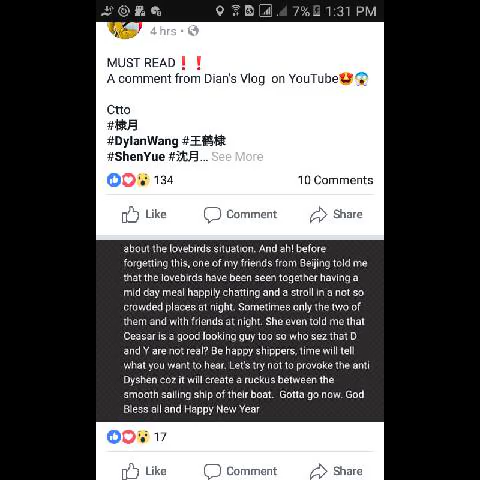 7% 1:31 PM
4 hrs •
MUST READ❗❗
A comment from Dian's Vlog on YouTube🤩😱
Ctto
#棣月
#DylanWang #王鹤棣
#ShenYue #沈月... See More
134 10 Comments
Like Comment Share
about the lovebirds situation. And ah! before
forgetting this, one of my friends from Beijing told me
that the lovebirds have been seen together having a
mid day meal happily chatting and a stroll in a not so
crowded places at night. Sometimes only the two of
them and with friends at night. She even told me that
Ceasar is a good looking guy too so who sez that D
and Y are not real? Be happy shippers, time will tell
what you want to hear. Let's try not to provoke the anti
Dyshen coz it will create a ruckus between the
smooth sailing ship of their boat. Gotta go now. God
Bless all and Happy New Year
17
Like Comment Share